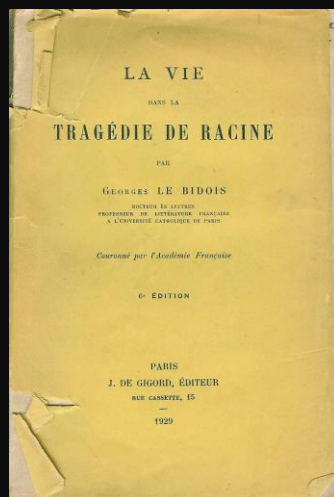 LA VIE
DANS LA
TRAGÉDIE DE RACINE
PAR
GEORGES LE BIDOIS
DOCTEUR ÈS LETTRES
PROFESSEUR DE LITTÉRATURE FRANÇAISE
A L'UNIVERSITÉ CATHOLIQUE DE PARIS
Couronné par l'Académie Française
6e ÉDITION
PARIS
J. DE GIGORD, ÉDITEUR
RUE CASSETTE, 15
1929